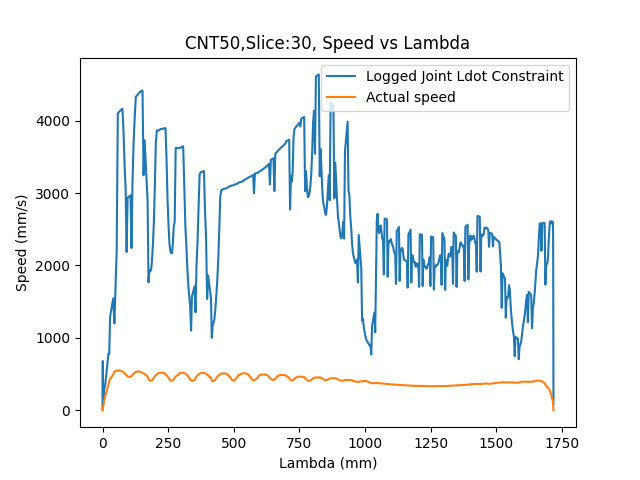 CNT50,Slice:30, Speed vs Lambda
Logged Joint Ldot Constraint
Actual speed
Speed (mm/s)
4000
3000
2000
1000
0
0 250 500 750 1000 1250 1500 1750
Lambda (mm)